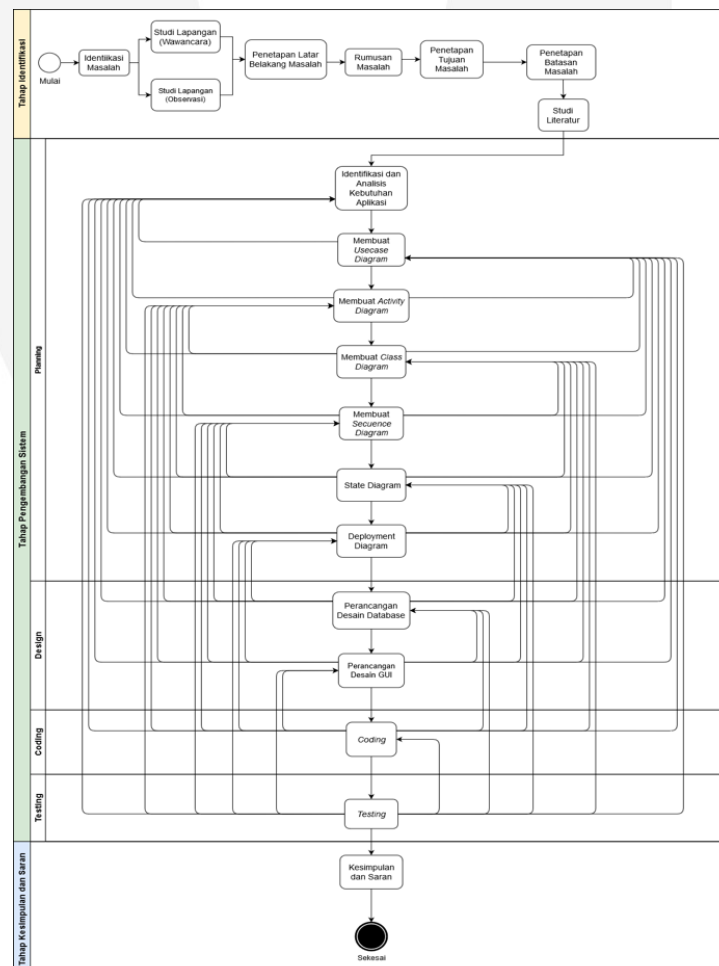 Tahap Identifikasi
Mulai
Identiikasi
Masalah
Studi Lapangan
(Wawancara)
Studi Lapangan
(Observasi)
Penetapan Latar
Belakang Masalah
Rumusan
Masalah
Penetapan
Tujuan
Masalah
Penetapan
Batasan
Masalah
Studi
Literatur
Tahap Pengembangan Sistem
Planning
Identifikasi dan
Analisis
Kebutuhan
Aplikasi
Membuat
Usecase
Diagram
Membuat Activity
Diagram
Membuat Class
Diagram
Membuat
Secuence
Diagram
State Diagram
Deployment
Diagram
Design
Perancangan
Desain Database
Perancangan
Desain GUI
Coding
Coding
Testing
Testing
Tahap Kesimpulan dan Saran
Kesimpulan
dan Saran
Sekesai